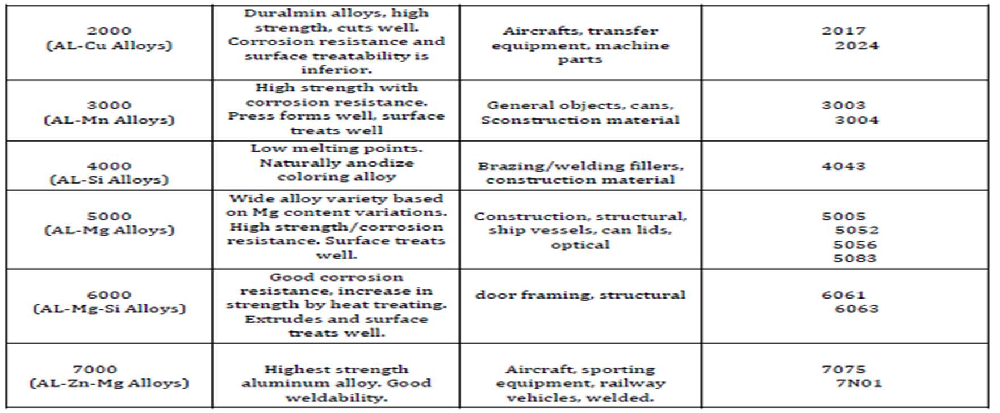 2000
(AL-Cu Alloys)
Duralmin alloys, high
strength, cuts well.
Corrosion resistance and
surface treatability is
inferior.
Aircrafts, transfer
equipment, machine
parts
2017
2024
3000
(AL-Mn Alloys)
High strength with
corrosion resistance.
Press forms well, surface
treats well
General objects, cans,
Sconstruction material
3003
3004
4000
(AL-Si Alloys)
Low melting points.
Naturally anodize
coloring alloy
Brazing/welding fillers,
construction material
4043
5000
(AL-Mg Alloys)
Wide alloy variety based
on Mg content variations.
High strength/corrosion
resistance. Surface treats
well.
Construction, structural,
ship vessels, can lids,
optical
5005
5052
5056
5083
6000
(AL-Mg-Si Alloys)
Good corrosion
resistance, increase in
strength by heat treating.
Extrudes and surface
treats well.
door framing, structural
6061
6063
7000
(AL-Zn-Mg Alloys)
Highest strength
aluminum alloy. Good
weldability.
Aircraft, sporting
equipment, railway
vehicles, welded.
7075
7N01